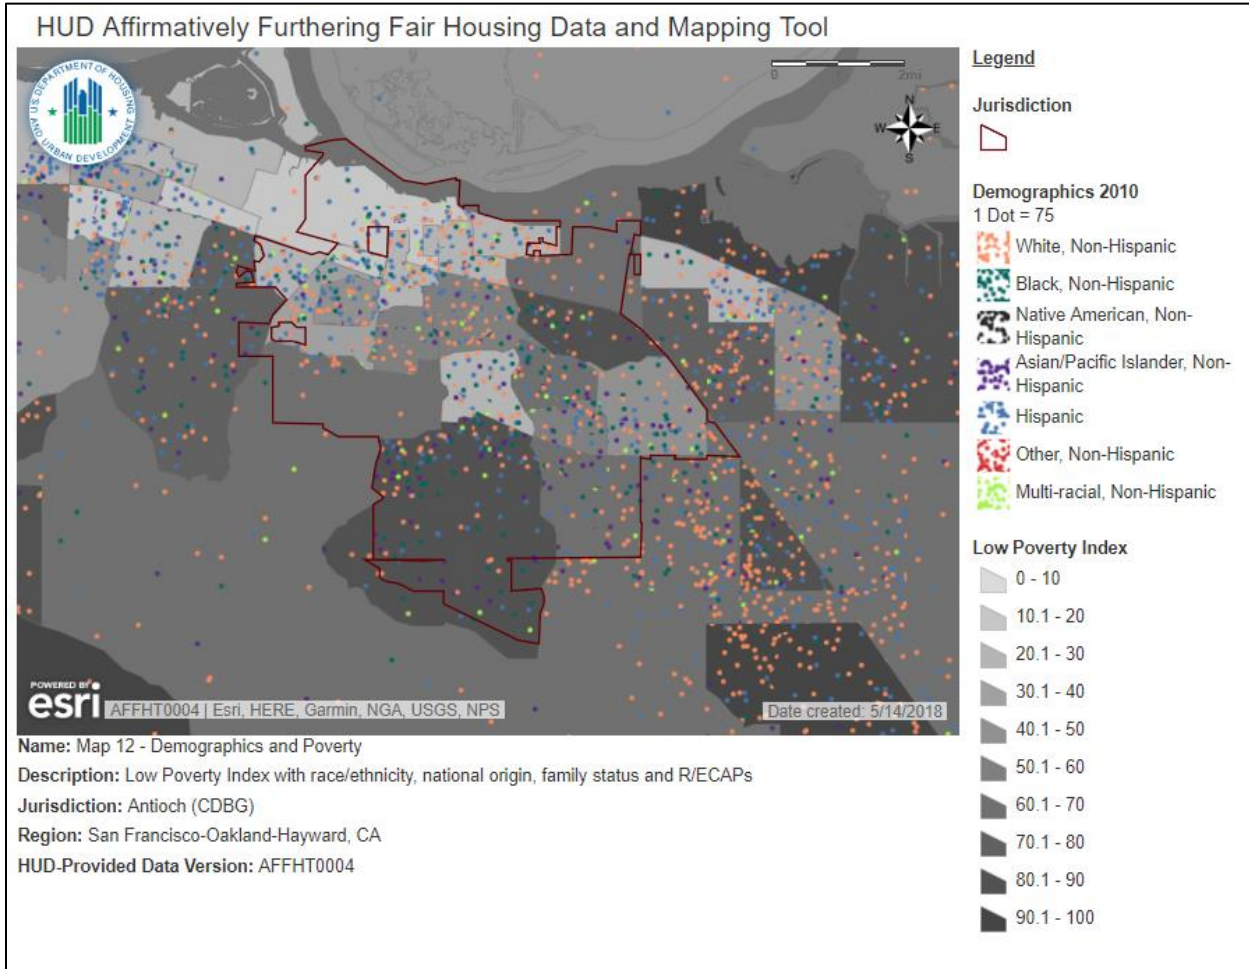 HUD Affirmatively Furthering Fair Housing Data and Mapping Tool
U.S. DEPARTMENT OF HOUSING
AND URBAN DEVELOPMENT
0 2mi
N
W E
S
POWERED BY
esri
AFFHT0004 | Esri, HERE, Garmin, NGA, USGS, NPS
Date created: 5/14/2018
Name: Map 12 - Demographics and Poverty
Description: Low Poverty Index with race/ethnicity, national origin, family status and R/ECAPs
Jurisdiction: Antioch (CDBG)
Region: San Francisco-Oakland-Hayward, CA
HUD-Provided Data Version: AFFHT0004
Legend
Jurisdiction
Demographics 2010
1 Dot = 75
White, Non-Hispanic
Black, Non-Hispanic
Native American, Non-
Hispanic
Asian/Pacific Islander, Non-
Hispanic
Hispanic
Other, Non-Hispanic
Multi-racial, Non-Hispanic
Low Poverty Index
0 - 10
10.1 - 20
20.1 - 30
30.1 - 40
40.1 - 50
50.1 - 60
60.1 - 70
70.1 - 80
80.1 - 90
90.1 - 100